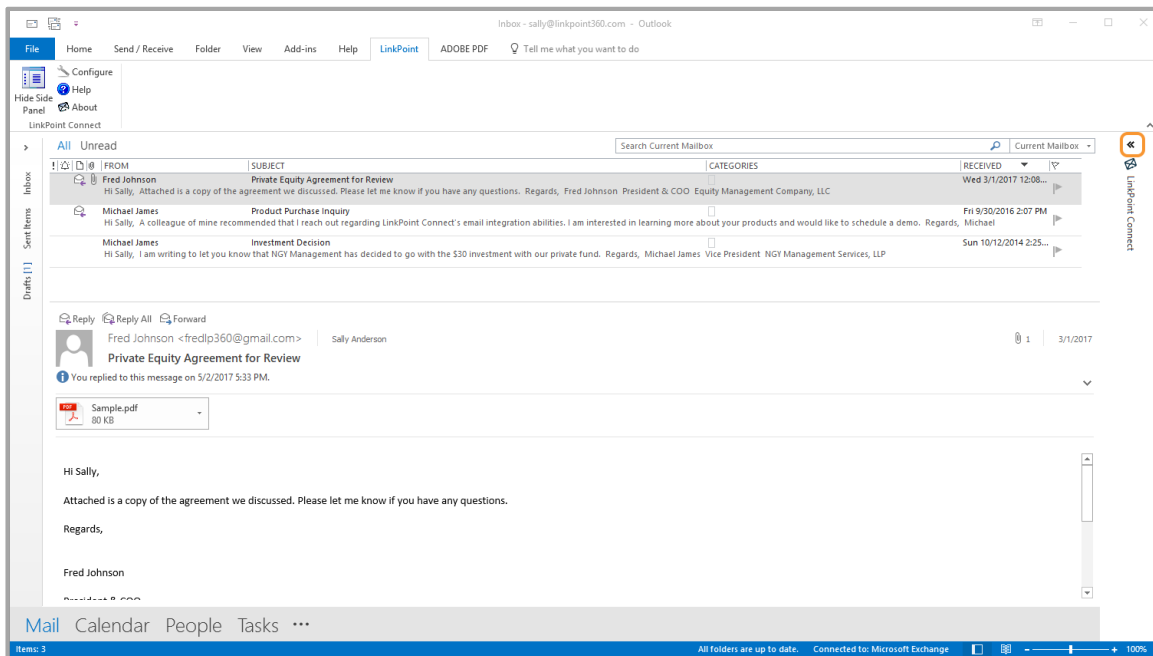 Inbox - sally@linkpoint360.com - Outlook
File Home Send / Receive Folder View Add-ins Help LinkPoint ADOBE PDF Tell me what you want to do
Hide Side Panel
Configure
Help
About
LinkPoint Connect
All Unread
Search Current Mailbox Current Mailbox
FROM SUBJECT CATEGORIES RECEIVED
Fred Johnson Private Equity Agreement for Review Wed 3/1/2017 12:08...
Hi Sally, Attached is a copy of the agreement we discussed. Please let me know if you have any questions. Regards, Fred Johnson President & COO Equity Management Company, LLC
Michael James Product Purchase Inquiry Fri 9/30/2016 2:07 PM
Hi Sally, A colleague of mine recommended that I reach out regarding LinkPoint Connect's email integration abilities. I am interested in learning more about your products and would like to schedule a demo. Regards, Michael
Michael James Investment Decision Sun 10/12/2014 2:25...
Hi Sally, I am writing to let you know that NGY Management has decided to go with the $30 investment with our private fund. Regards, Michael James Vice President NGY Management Services, LLP
Inbox
Sent Items
Drafts [1]
LinkPoint Connect
Reply Reply All Forward
Fred Johnson <fredlp360@gmail.com> Sally Anderson 1 3/1/2017
Private Equity Agreement for Review
You replied to this message on 5/2/2017 5:33 PM.
PDF
Sample.pdf
80 KB
Hi Sally,
Attached is a copy of the agreement we discussed. Please let me know if you have any questions.
Regards,
Fred Johnson
President & COO
Mail Calendar People Tasks •••
Items: 3 All folders are up to date. Connected to: Microsoft Exchange - + 100%